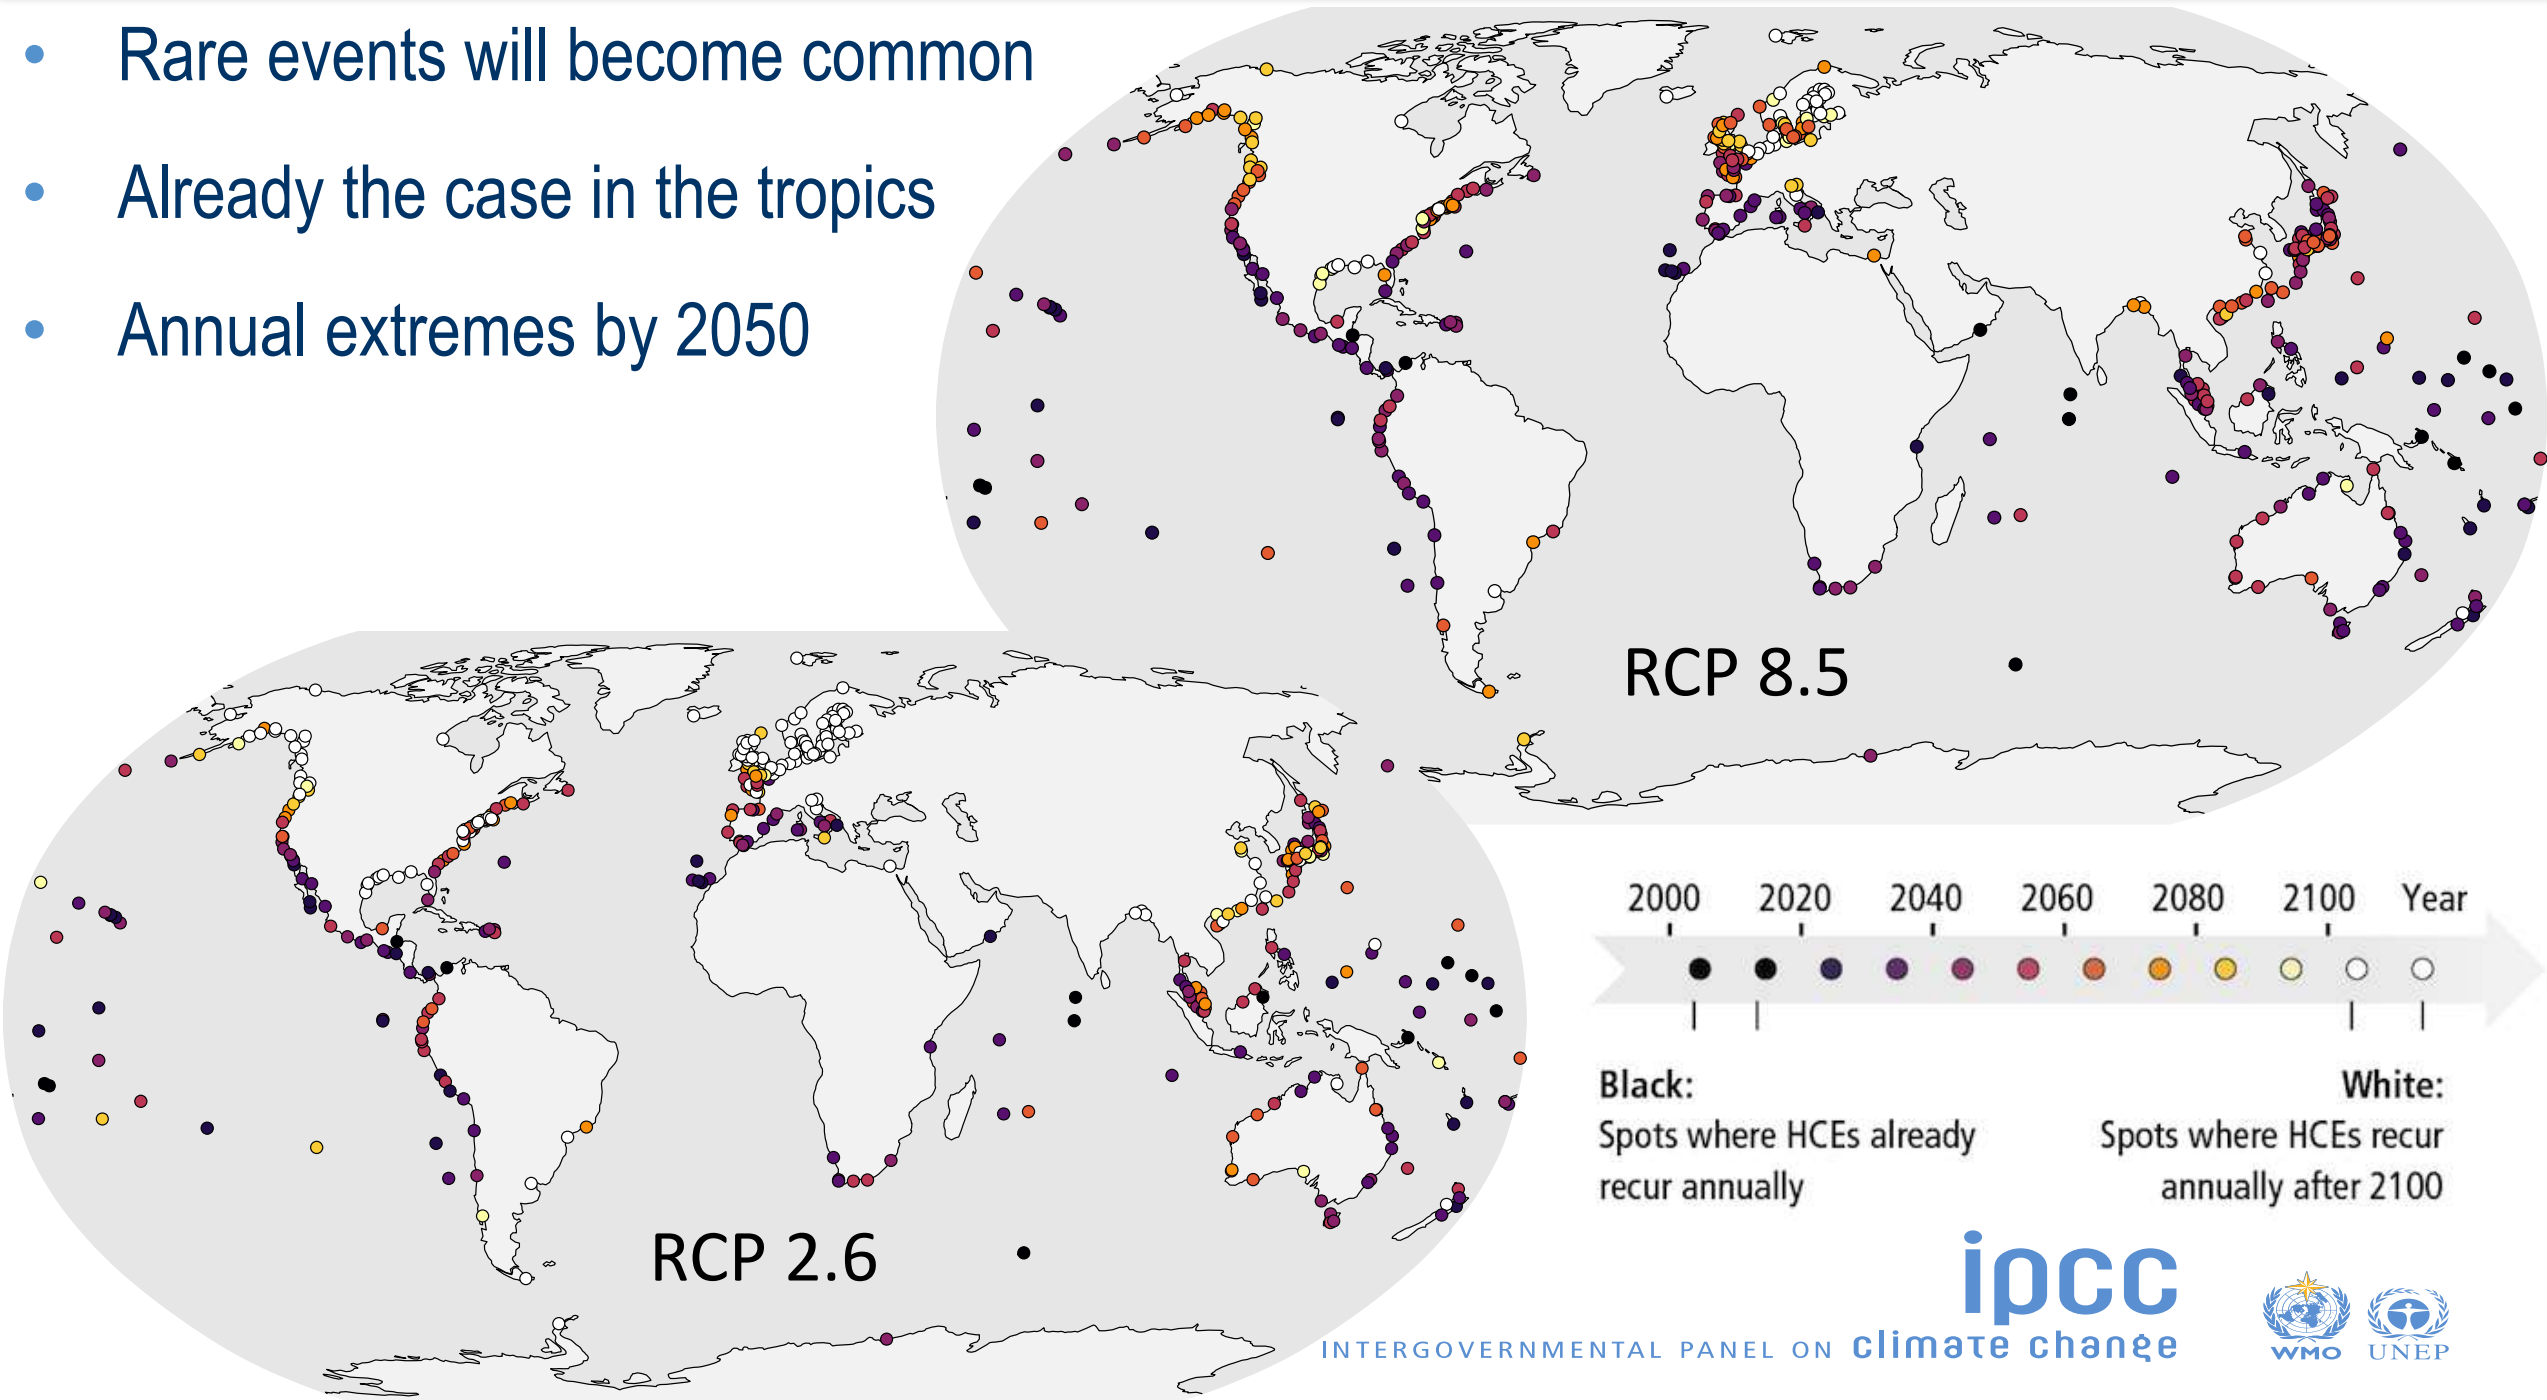 Rare events will become common
Already the case in the tropics
Annual extremes by 2050
RCP 8.5
RCP 2.6
2000 2020 2040 2060 2080 2100 Year
Black:
Spots where HCEs already
recur annually
White:
Spots where HCEs recur
annually after 2100
ipcc
INTERGOVERNMENTAL PANEL ON climate change
WMO
UNEP